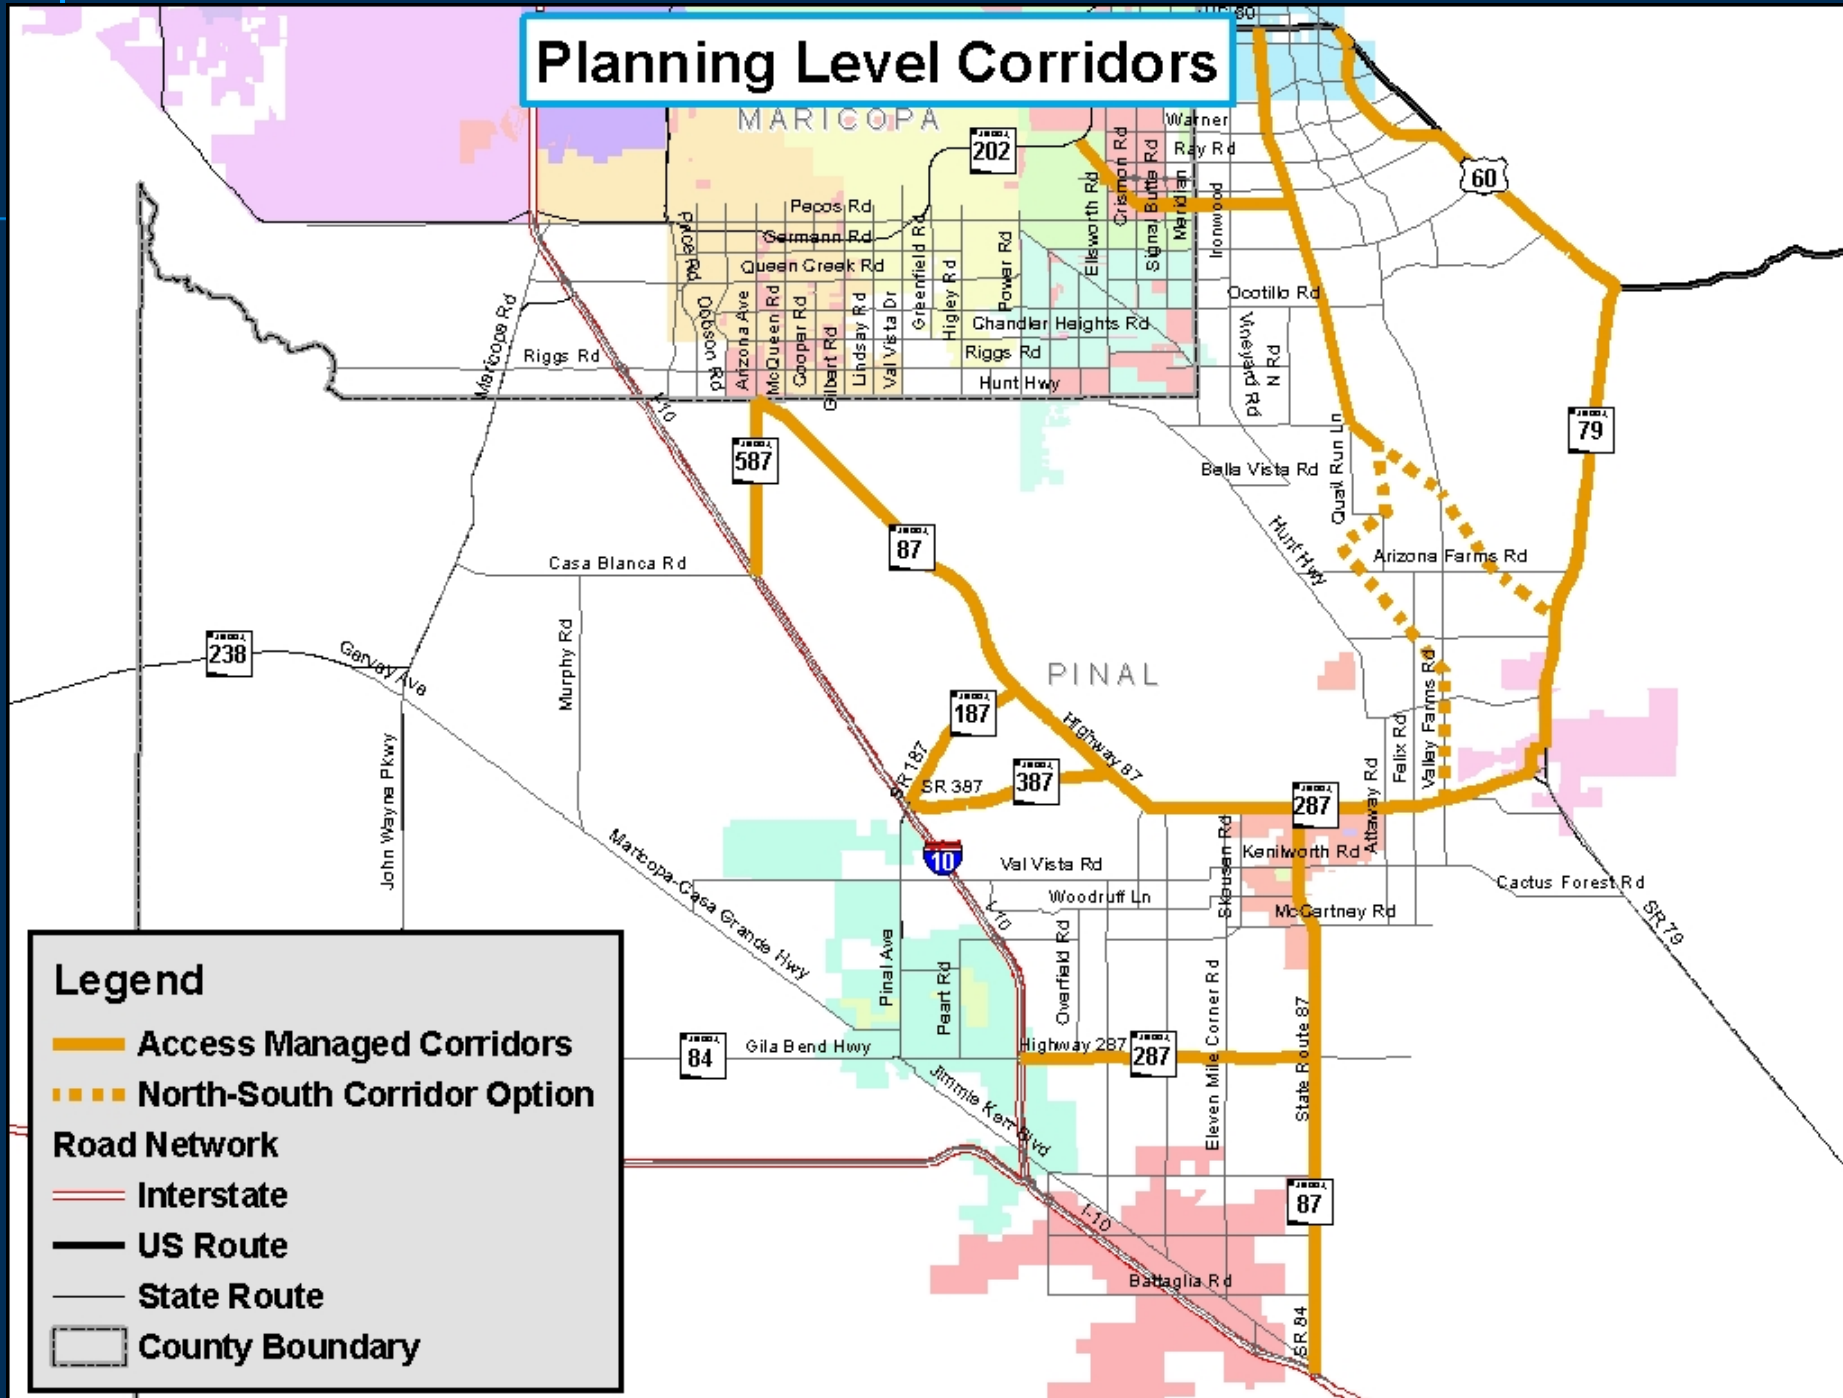 Planning Level Corridors
MARICOPA
202
Warner
Ray Rd
60
Crismon Rd
Signal Butte Rd
Meridian
Ellsworth Rd
Ironwood
Pecos Rd
Germann Rd
Queen Creek Rd
Price Rd
Dobson Rd
Arizona Ave
McQueen Rd
Cooper Rd
Gilbert Rd
Lindsay Rd
Val Vista Dr
Greenfield Rd
Higley Rd
Power Rd
Chandler Heights Rd
Ocotillo Rd
Riggs Rd
Riggs Rd
Hunt Hwy
Maricopa Rd
I-10
Vineyard Rd
N Rd
Quail Run Ln
79
587
Bella Vista Rd
Hunt Hwy
87
Arizona Farms Rd
Casa Blanca Rd
Murphy Rd
238
Garvey Ave
PINAL
187
SR 187
Highway 87
387
SR 387
287
Felix Rd
Valley Farms Rd
Attaway Rd
John Wayne Pkwy
Maricopa-Casa Grande Hwy
10
Val Vista Rd
Woodruff Ln
I-10
Skousen Rd
Kenilworth Rd
McCartney Rd
Cactus Forest Rd
SR 79
Pinal Ave
Peart Rd
Overfield Rd
Eleven Mile Corner Rd
State Route 87
84
Gila Bend Hwy
Highway 287
287
Jimmie Kerr Blvd
87
I-10
Battaglia Rd
SR 84
Legend
Access Managed Corridors
North-South Corridor Option
Road Network
Interstate
US Route
State Route
County Boundary